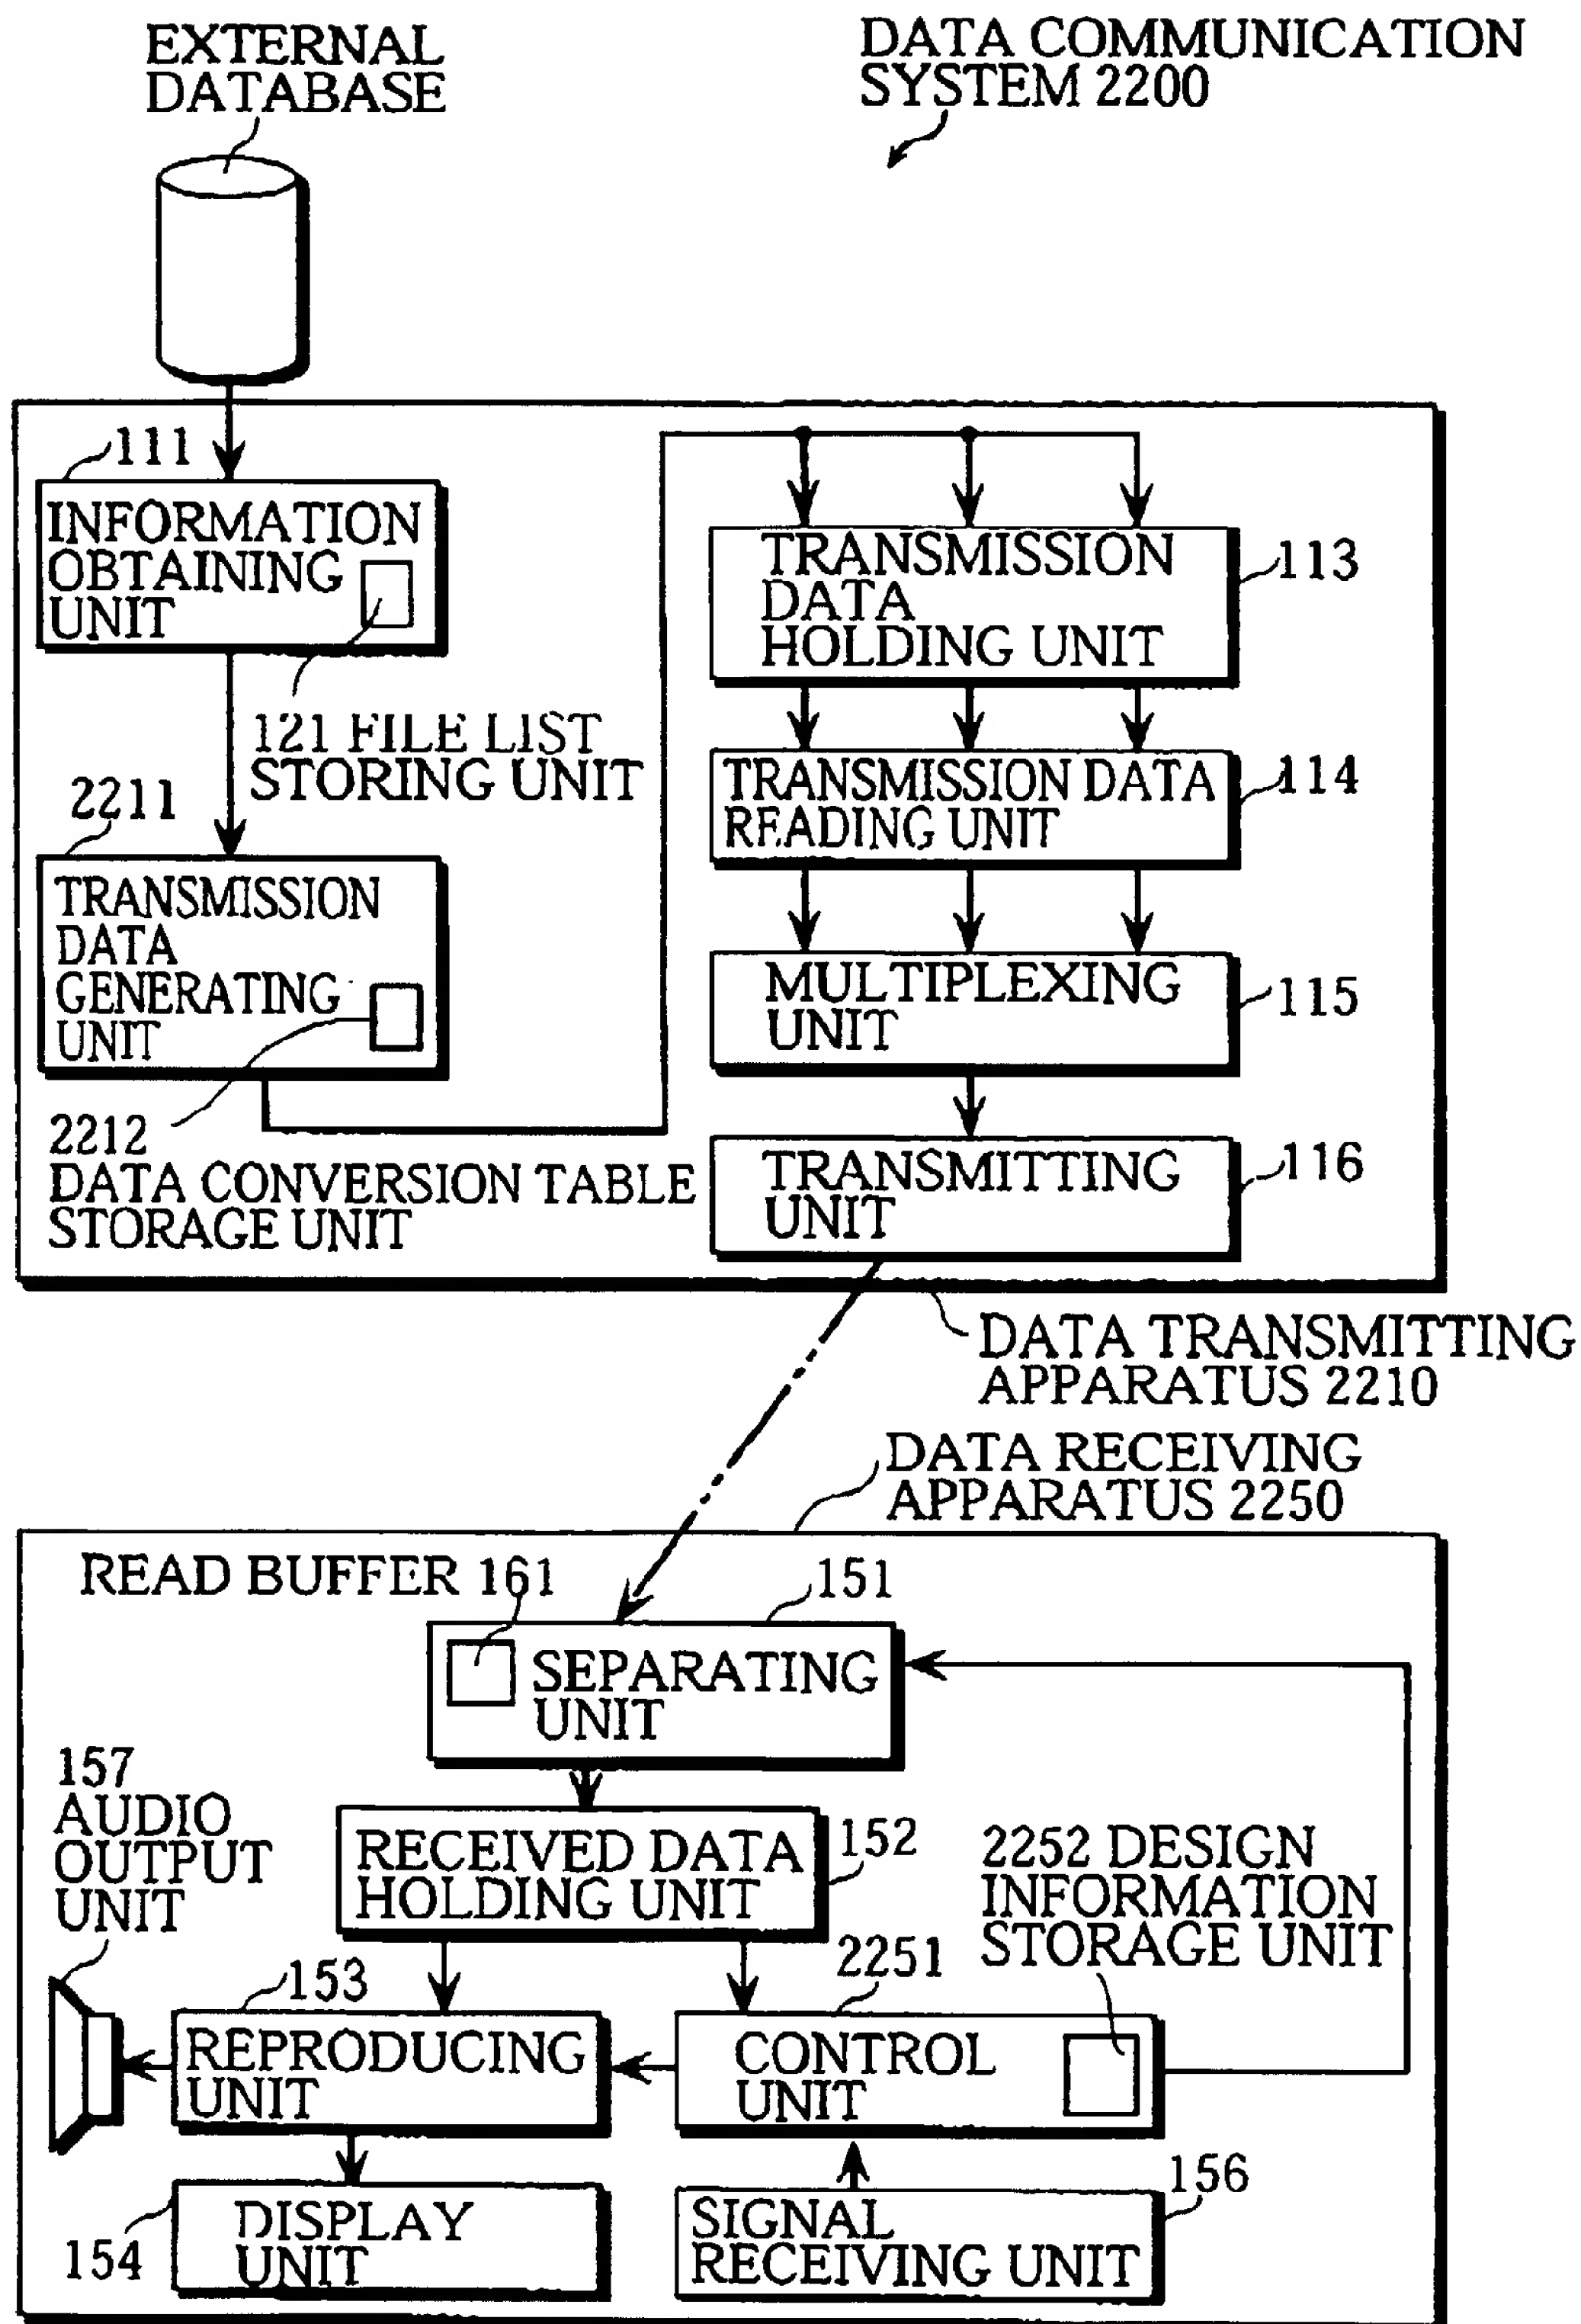 EXTERNAL
DATABASE
DATA COMMUNICATION
SYSTEM 2200
111
INFORMATION
OBTAINING
UNIT
121 FILE LIST
STORING UNIT
2211
TRANSMISSION
DATA
GENERATING
UNIT
2212
DATA CONVERSION TABLE
STORAGE UNIT
TRANSMISSION
DATA
HOLDING UNIT
113
TRANSMISSION DATA
READING UNIT
114
MULTIPLEXING
UNIT
115
TRANSMITTING
UNIT
116
DATA TRANSMITTING
APPARATUS 2210
DATA RECEIVING
APPARATUS 2250
READ BUFFER 161
151
SEPARATING
UNIT
157
AUDIO
OUTPUT
UNIT
RECEIVED DATA
HOLDING UNIT
152
2252 DESIGN
INFORMATION
STORAGE UNIT
153
REPRODUCING
UNIT
2251
CONTROL
UNIT
154
DISPLAY
UNIT
SIGNAL
RECEIVING UNIT
156